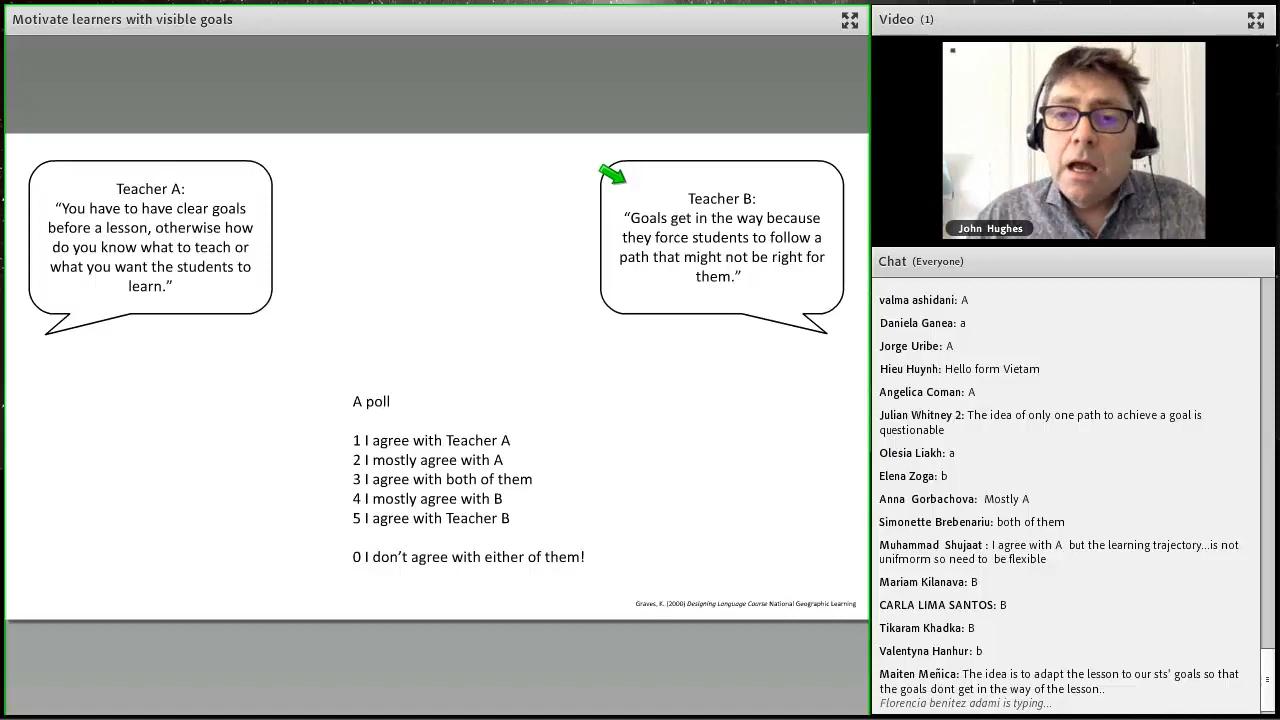 Motivate learners with visible goals
Teacher A:
“You have to have clear goals
before a lesson, otherwise how
do you know what to teach or
what you want the students to
learn.”
Teacher B:
“Goals get in the way because
they force students to follow a
path that might not be right for
them.”
A poll
1 I agree with Teacher A
2 I mostly agree with A
3 I agree with both of them
4 I mostly agree with B
5 I agree with Teacher B
0 I don’t agree with either of them!
Graves, K. (2000) Designing Language Course National Geographic Learning
Video (1)
John Hughes
Chat (Everyone)
valma ashidani: A
Daniela Ganea: a
Jorge Uribe: A
Hieu Huynh: Hello form Vietam
Angelica Coman: A
Julian Whitney 2: The idea of only one path to achieve a goal is
questionable
Olesia Liakh: a
Elena Zoga: b
Anna Gorbachova: Mostly A
Simonette Brebenariu: both of them
Muhammad Shujaat : I agree with A but the learning trajectory...is not
unifmorm so need to be flexible
Mariam Kilanava: B
CARLA LIMA SANTOS: B
Tikaram Khadka: B
Valentyna Hanhur: b
Maiten Meñica: The idea is to adapt the lesson to our sts' goals so that
the goals dont get in the way of the lesson..
Florencia benitez adami is typing...